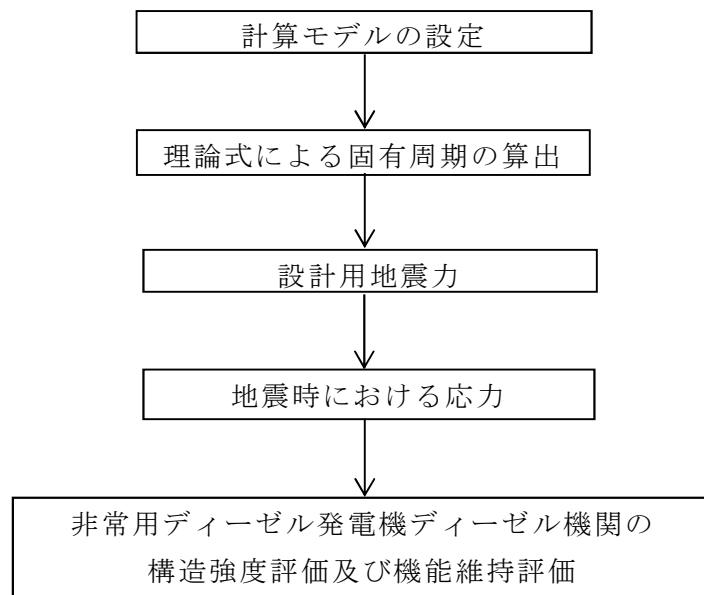 計算モデルの設定
理論式による固有周期の算出
設計用地震力
地震時における応力
非常用ディーゼル発電機ディーゼル機関の
構造強度評価及び機能維持評価